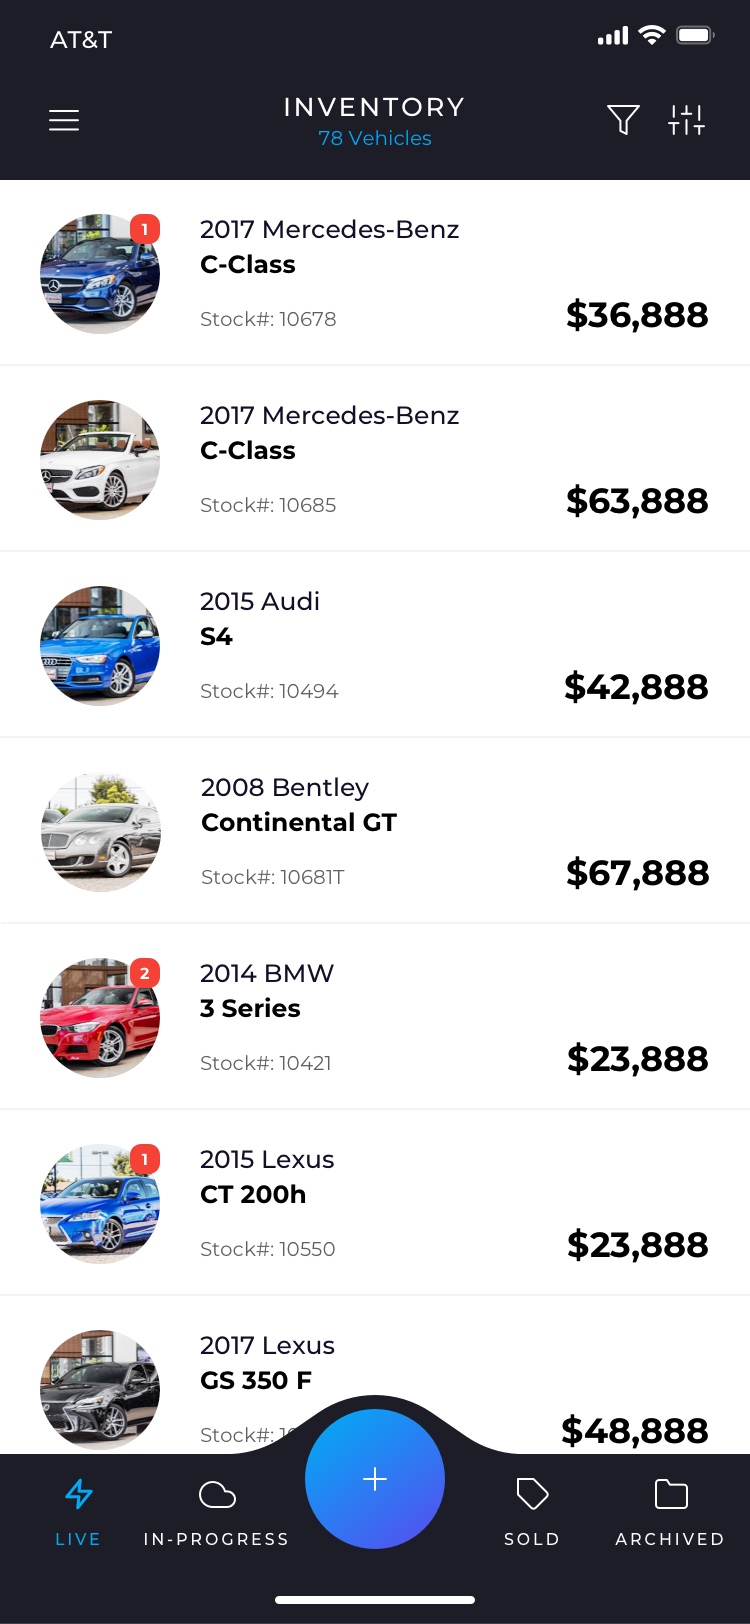 AT&T
INVENTORY
78 Vehicles
1
2017 Mercedes-Benz
C-Class
Stock#: 10678
$36,888
2017 Mercedes-Benz
C-Class
Stock#: 10685
$63,888
2015 Audi
S4
Stock#: 10494
$42,888
2008 Bentley
Continental GT
Stock#: 10681T
$67,888
2
2014 BMW
3 Series
Stock#: 10421
$23,888
1
2015 Lexus
CT 200h
Stock#: 10550
$23,888
2017 Lexus
GS 350 F
Stock#:
$48,888
LIVE
IN-PROGRESS
SOLD
ARCHIVED